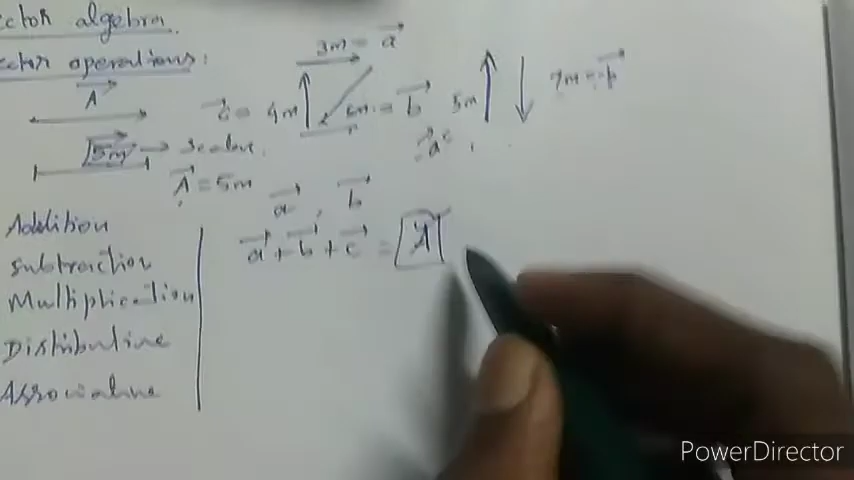 ector algebra.
ector operations:
A
3m = a
c = 4m
6m = b
5m
7m = b
5m → Scalar.
A = 5m
a , b
Addition
Subtraction
Multiplication
Distributive
Associative
a + b + c = A
PowerDirector